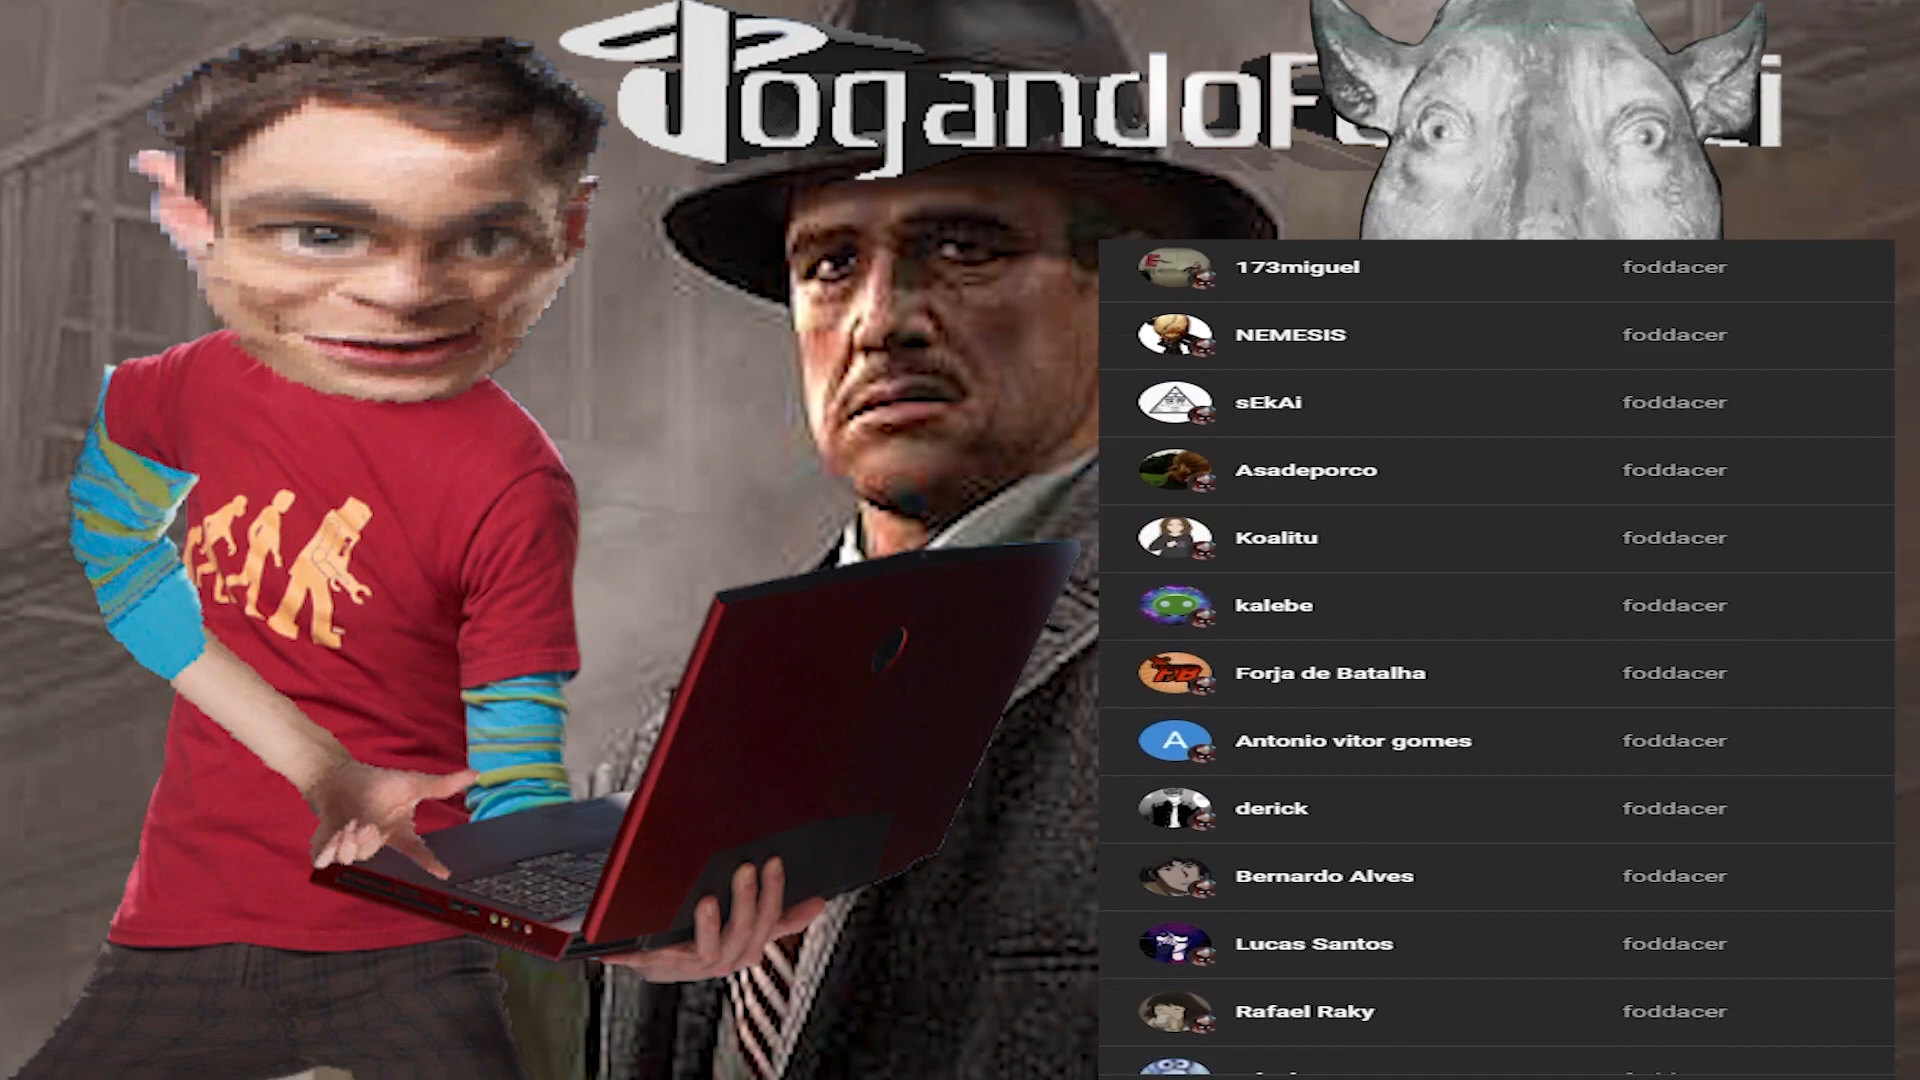 JogandoF
i
173miguel foddacer
NEMESIS foddacer
sEkAi foddacer
Asadeporco foddacer
Koalitu foddacer
kalebe foddacer
Forja de Batalha foddacer
A Antonio vitor gomes foddacer
derick foddacer
Bernardo Alves foddacer
Lucas Santos foddacer
Rafael Raky foddacer